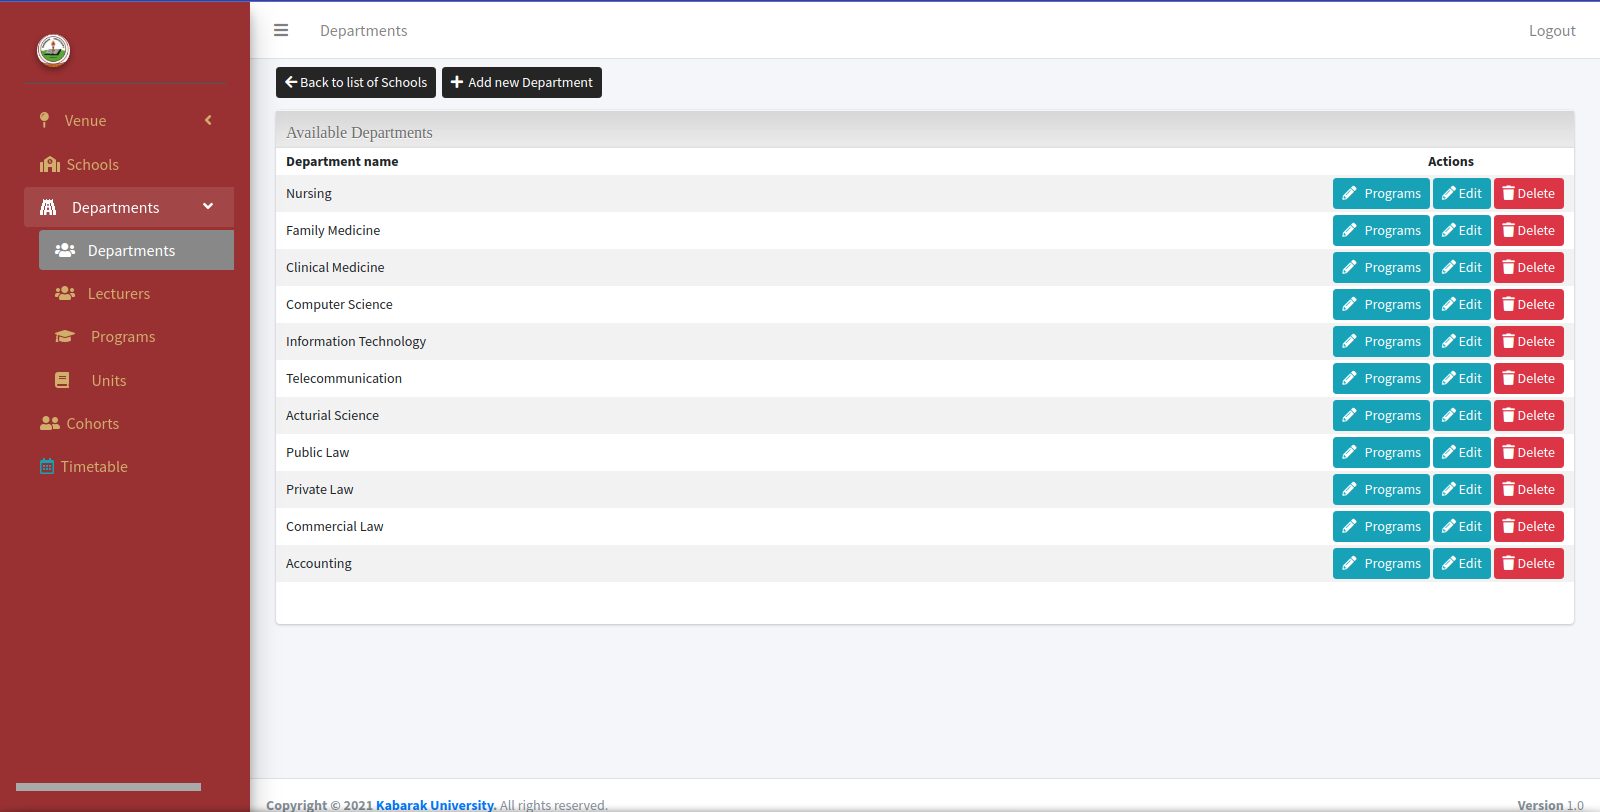 Departments
Logout
Back to list of Schools
Add new Department
Venue
Schools
Departments
Departments
Lecturers
Programs
Units
Cohorts
Timetable
Available Departments
Department name Actions
Nursing Programs Edit Delete
Family Medicine Programs Edit Delete
Clinical Medicine Programs Edit Delete
Computer Science Programs Edit Delete
Information Technology Programs Edit Delete
Telecommunication Programs Edit Delete
Acturial Science Programs Edit Delete
Public Law Programs Edit Delete
Private Law Programs Edit Delete
Commercial Law Programs Edit Delete
Accounting Programs Edit Delete
Copyright © 2021 Kabarak University. All rights reserved.
Version 1.0